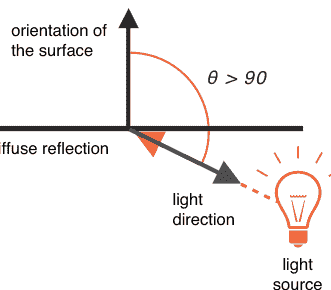 orientation of
the surface
θ > 90
iffuse reflection
light
direction
light
source